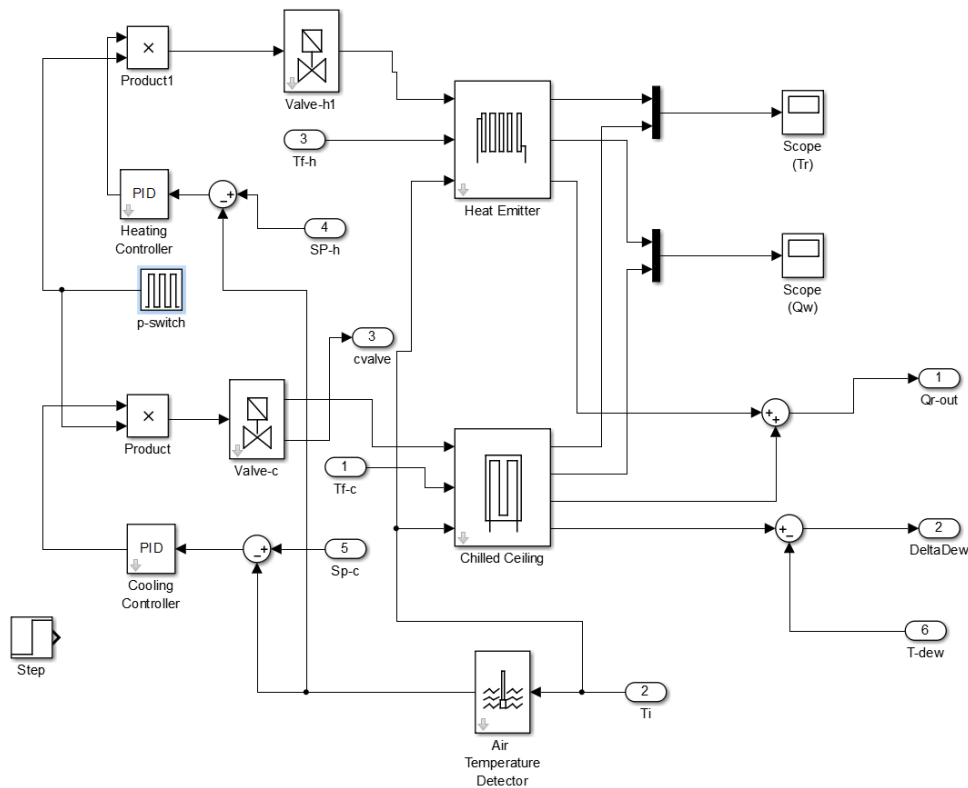 ×
Product1
Valve-h1
3
Tf-h
Heat Emitter
Scope
(Tr)
PID
Heating
Controller
− +
4
SP-h
Scope
(Qw)
p-switch
3
cvalve
1
Qr-out
×
Product
Valve-c
+
+
1
Tf-c
Chilled Ceiling
+
−
2
DeltaDew
PID
Cooling
Controller
− +
5
Sp-c
6
T-dew
Step
2
Ti
Air
Temperature
Detector